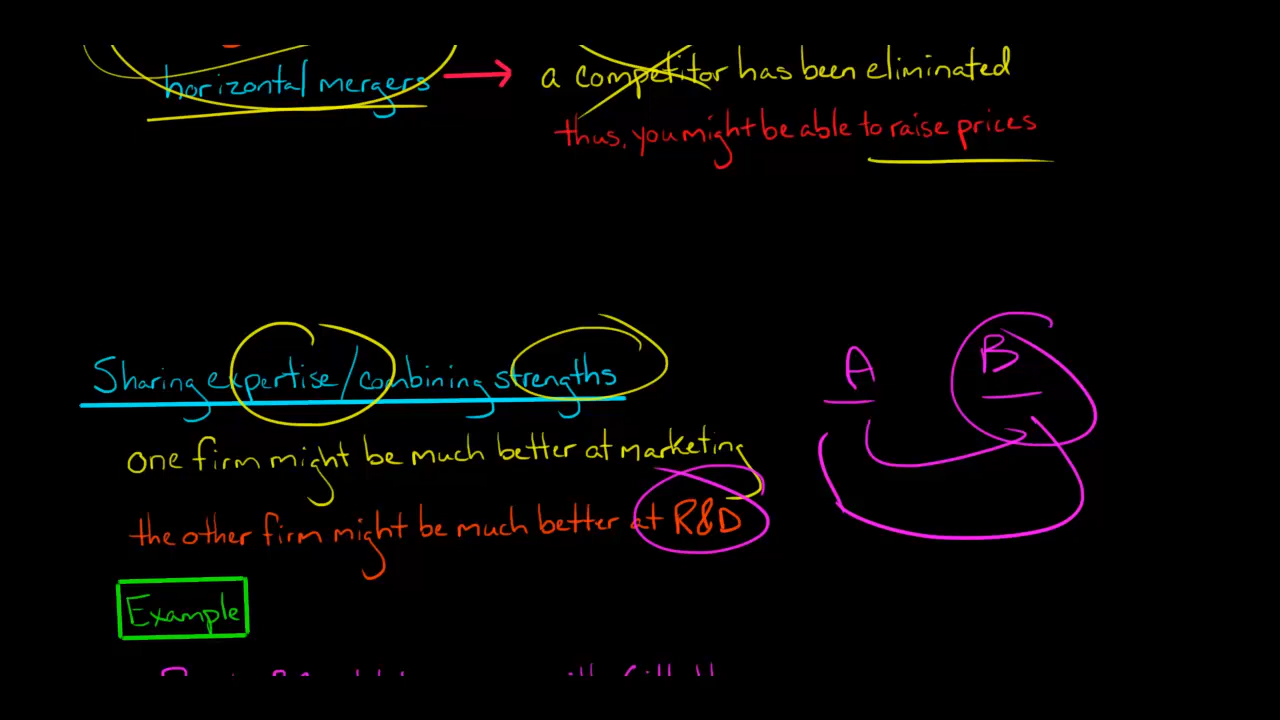 horizontal mergers → a competitor has been eliminated
thus, you might be able to raise prices
Sharing expertise/combining strengths
A B
one firm might be much better at marketing
the other firm might be much better at R&D
Example